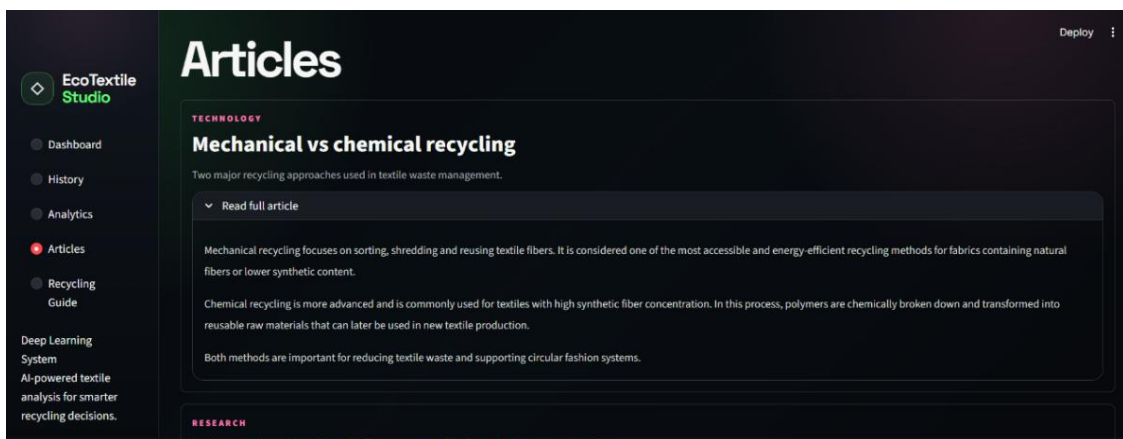 Deploy
EcoTextile
Studio
Dashboard
History
Analytics
Articles
Recycling
Guide
Deep Learning
System
AI-powered textile
analysis for smarter
recycling decisions.
Articles
TECHNOLOGY
Mechanical vs chemical recycling
Two major recycling approaches used in textile waste management.
Read full article
Mechanical recycling focuses on sorting, shredding and reusing textile fibers. It is considered one of the most accessible and energy-efficient recycling methods for fabrics containing natural
fibers or lower synthetic content.
Chemical recycling is more advanced and is commonly used for textiles with high synthetic fiber concentration. In this process, polymers are chemically broken down and transformed into
reusable raw materials that can later be used in new textile production.
Both methods are important for reducing textile waste and supporting circular fashion systems.
RESEARCH